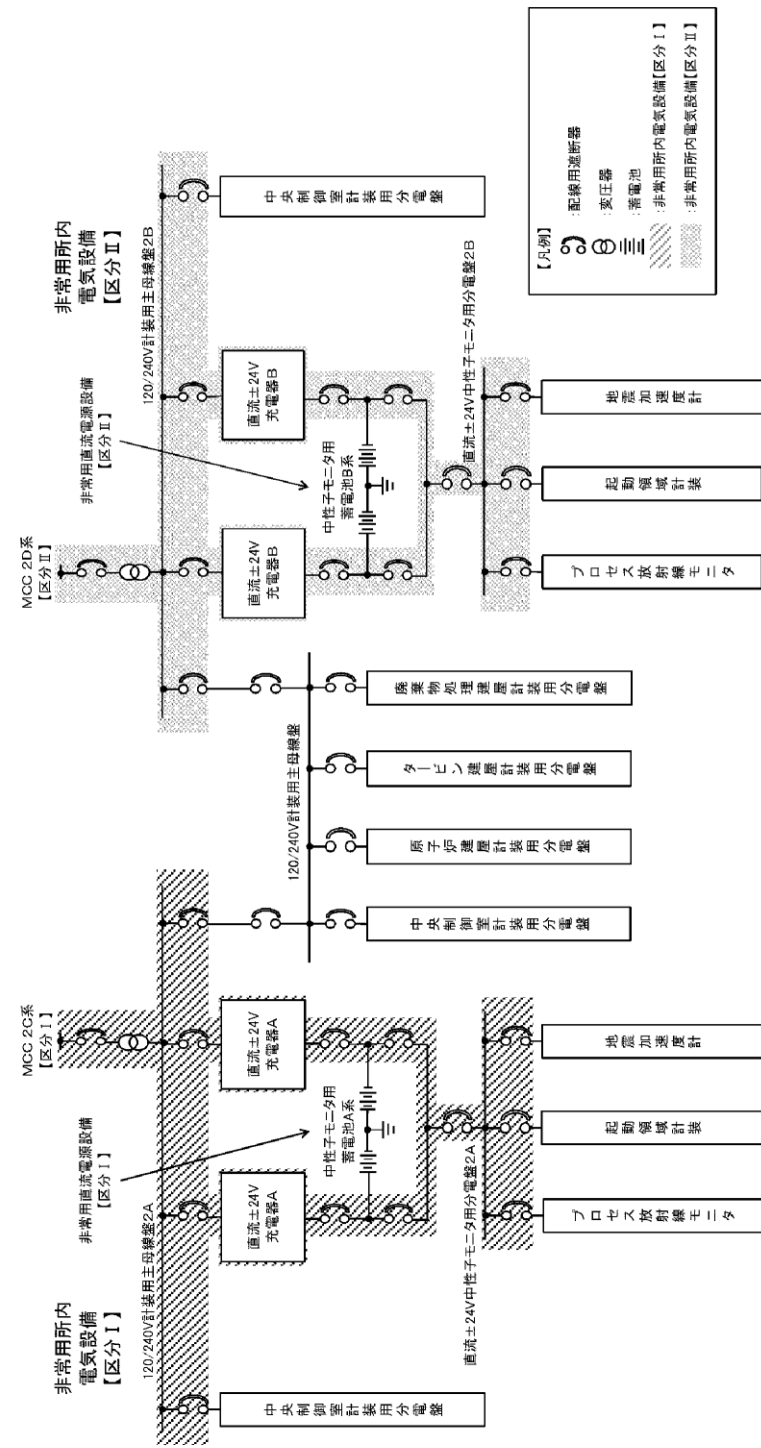 非常用所内
電気設備
【区分Ⅰ】
120/240V計装用主母線盤2A
中央制御室計装用分電盤
非常用直流電源設備
【区分Ⅰ】
MCC 2C系
【区分Ⅰ】
直流±24V
充電器A
直流±24V
充電器A
中性子モニタ用
蓄電池A系
直流±24V中性子モニタ用分電盤2A
プロセス放射線モニタ
起動領域計装
地震加速度計
120/240V計装用主母線盤
中央制御室計装用分電盤
原子炉建屋計装用分電盤
タービン建屋計装用分電盤
廃棄物処理建屋計装用分電盤
MCC 2D系
【区分Ⅱ】
非常用直流電源設備
【区分Ⅱ】
120/240V計装用主母線盤2B
非常用所内
電気設備
【区分Ⅱ】
直流±24V
充電器B
直流±24V
充電器B
中性子モニタ用
蓄電池B系
中央制御室計装用分電盤
直流±24V中性子モニタ用分電盤2B
プロセス放射線モニタ
起動領域計装
地震加速度計
【凡例】
:配線用遮断器
:変圧器
:蓄電池
:非常用所内電気設備[区分Ⅰ]
:非常用所内電気設備[区分Ⅱ]